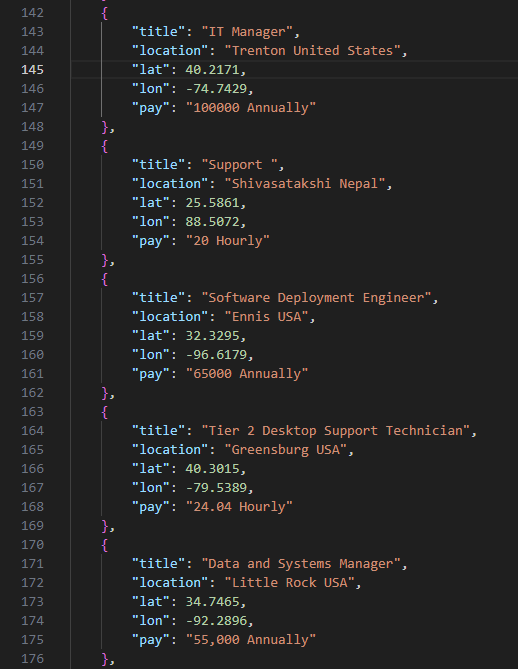 142 {
143 "title": "IT Manager",
144 "location": "Trenton United States",
145 "lat": 40.2171,
146 "lon": -74.7429,
147 "pay": "100000 Annually"
148 },
149 {
150 "title": "Support ",
151 "location": "Shivasatakshi Nepal",
152 "lat": 25.5861,
153 "lon": 88.5072,
154 "pay": "20 Hourly"
155 },
156 {
157 "title": "Software Deployment Engineer",
158 "location": "Ennis USA",
159 "lat": 32.3295,
160 "lon": -96.6179,
161 "pay": "65000 Annually"
162 },
163 {
164 "title": "Tier 2 Desktop Support Technician",
165 "location": "Greensburg USA",
166 "lat": 40.3015,
167 "lon": -79.5389,
168 "pay": "24.04 Hourly"
169 },
170 {
171 "title": "Data and Systems Manager",
172 "location": "Little Rock USA",
173 "lat": 34.7465,
174 "lon": -92.2896,
175 "pay": "55,000 Annually"
176 },